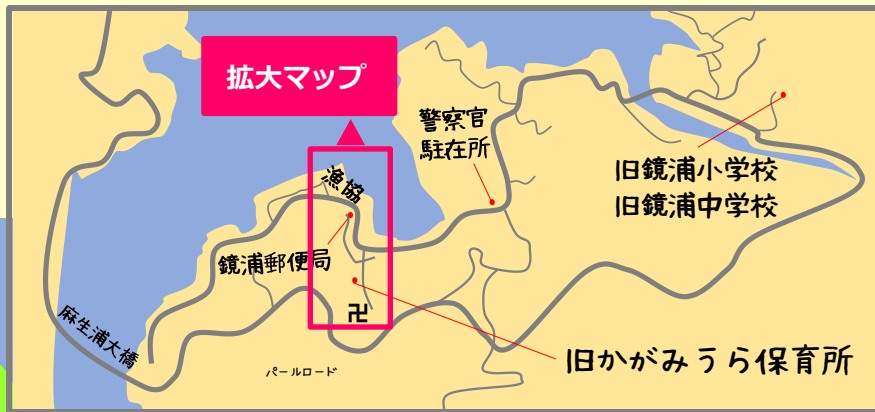 拡大マップ
警察官
駐在所
漁協
旧鏡浦小学校
旧鏡浦中学校
鏡浦郵便局
卍
麻生浦大橋
旧かがみうら保育所
パールロード